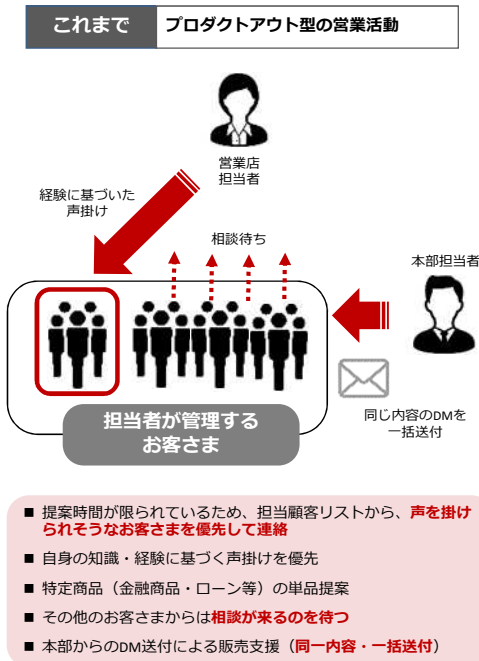 これまで
プロダクトアウト型の営業活動
営業店
担当者
経験に基づいた
声掛け
相談待ち
本部担当者
担当者が管理する
お客さま
同じ内容のDMを
一括送付
■ 提案時間が限られているため、担当顧客リストから、声を掛け
られそうなお客さまを優先して連絡
■ 自身の知識・経験に基づく声掛けを優先
■ 特定商品（金融商品・ローン等）の単品提案
■ その他のお客さまからは相談が来るのを待つ
■ 本部からのDM送付による販売支援（同一内容・一括送付）